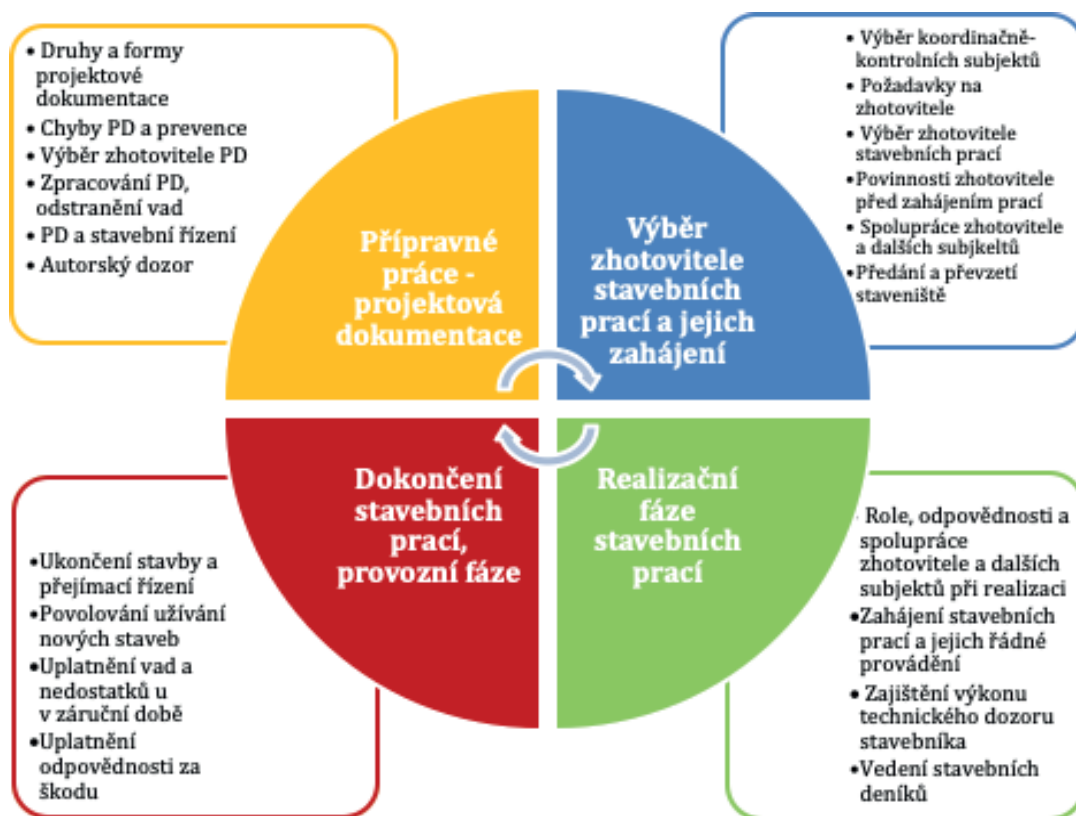 • Druhy a formy
projektové
dokumentace
• Chyby PD a prevence
• Výběr zhotovitele PD
• Zpracování PD,
odstranění vad
• PD a stavební řízení
• Autorský dozor
• Výběr koordinačně-
kontrolních subjektů
• Požadavky na
zhotovitele
• Výběr zhotovitele
stavebních prací
•Povinnosti zhotovitele
před zahájením prací
• Spolupráce zhotovitele
a dalších subjkeltů
•Předání a převzetí
staveniště
Přípravné
práce -
projektová
dokumentace
Výběr
zhotovitele
stavebních
prací a jejich
zahájení
Dokončení
stavebních
prací,
provozní fáze
Realizační
fáze
stavebních
prací
•Ukončení stavby a
přejímací řízení
•Povolování užívání
nových staveb
•Uplatnění vad a
nedostatků u
v záruční době
•Uplatnění
odpovědnosti za
škodu
• Role, odpovědnosti a
spolupráce
zhotovitele a dalších
subjektů při realizaci
•Zahájení stavebních
prací a jejich řádné
provádění
• Zajištění výkonu
technického dozoru
stavebníka
•Vedení stavebních
deníků